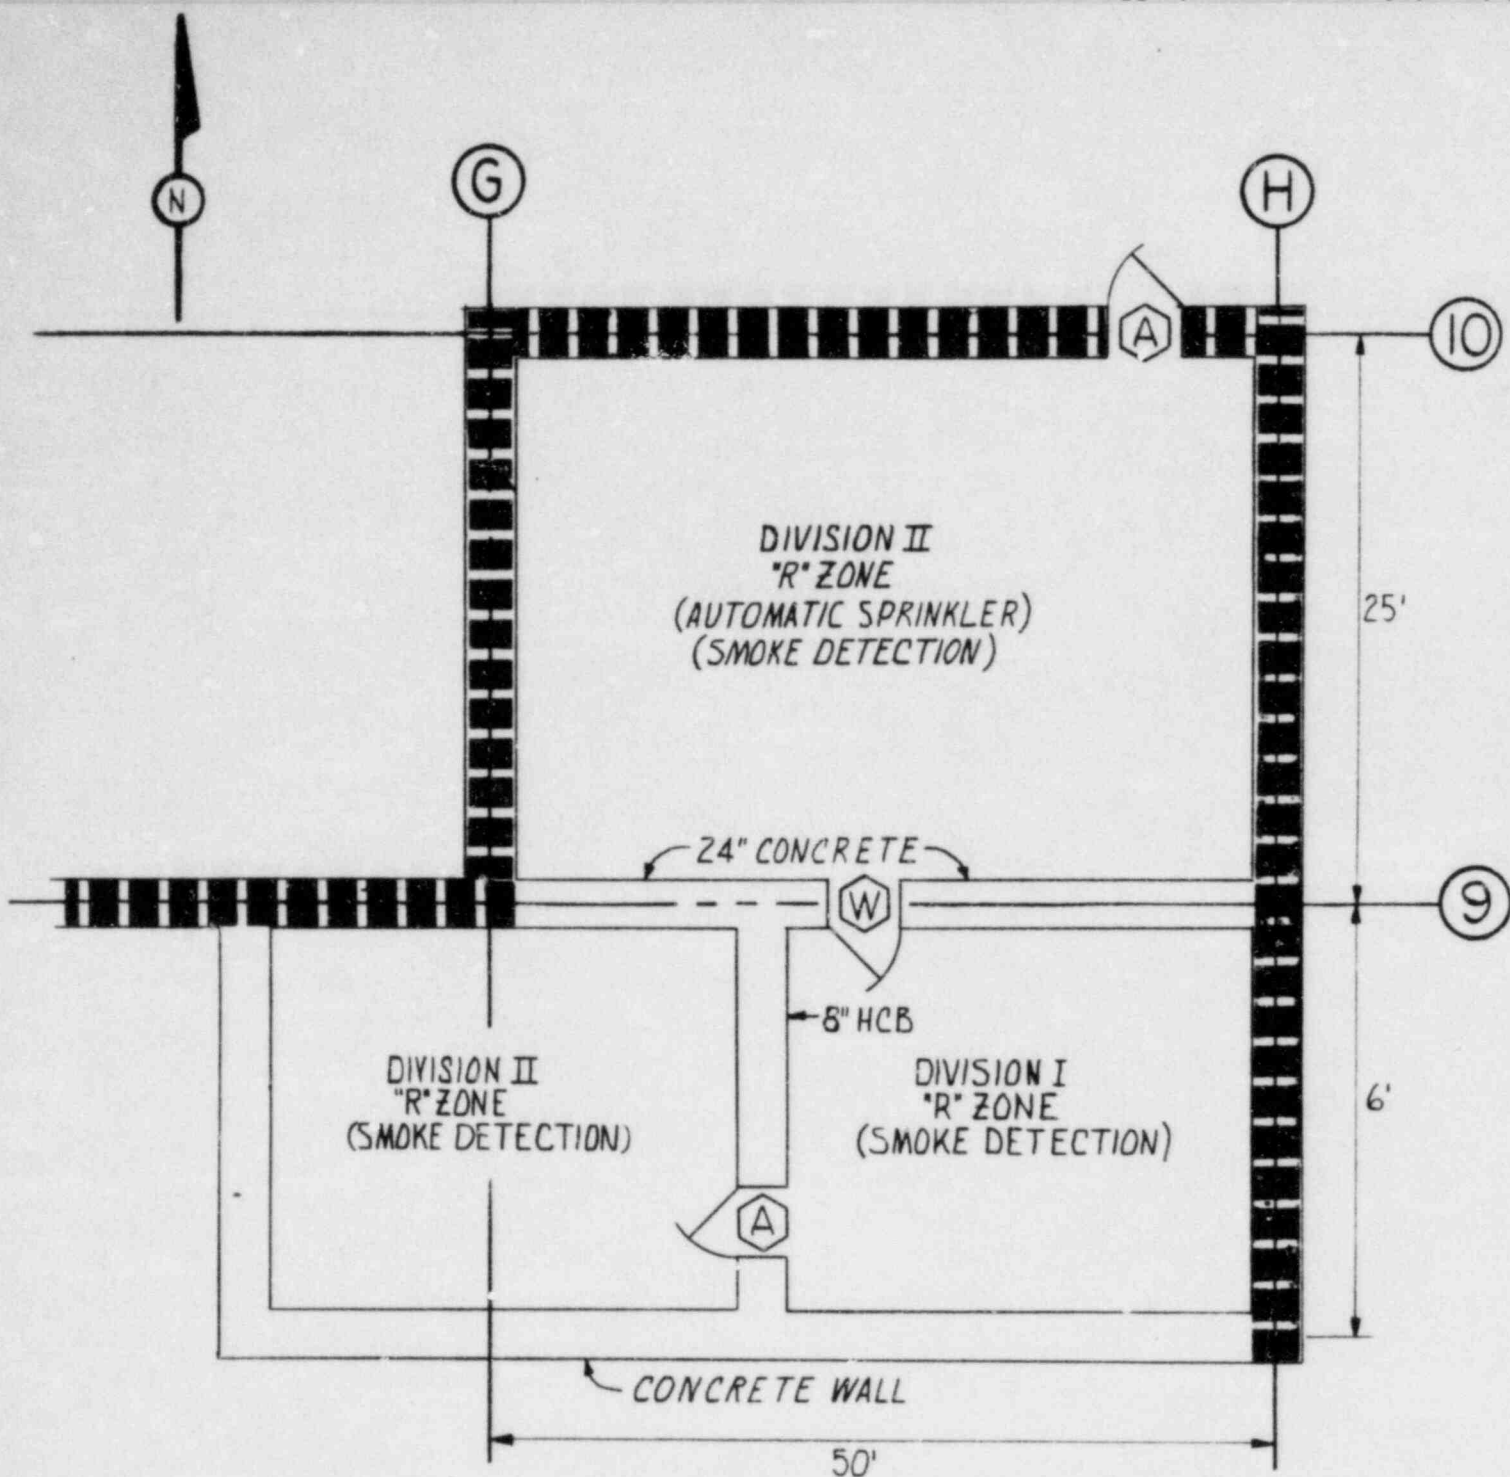 N
G
H
A
10
DIVISION II
"R" ZONE
(AUTOMATIC SPRINKLER)
(SMOKE DETECTION)
25'
24" CONCRETE
W
9
8" HCB
DIVISION II
"R" ZONE
(SMOKE DETECTION)
DIVISION I
"R" ZONE
(SMOKE DETECTION)
6'
A
CONCRETE WALL
50'